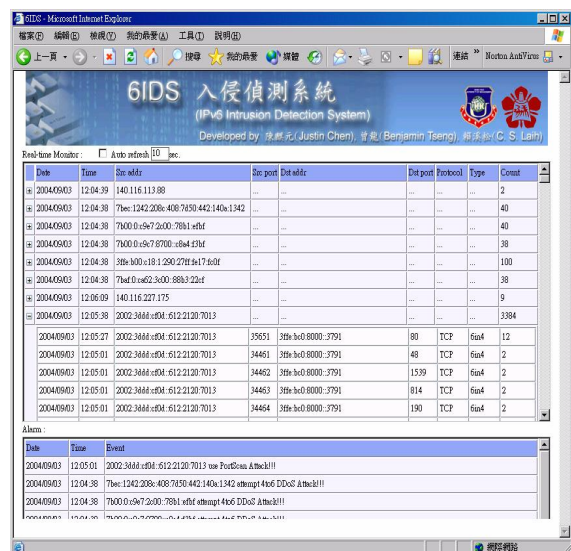 6IDS - Microsoft Internet Explorer
檔案(F) 編輯(E) 檢視(V) 我的最愛(A) 工具(T) 說明(H)
上一頁 搜尋 我的最愛 媒體 連結 » Norton AntiVirus
6IDS 入侵偵測系統
(IPv6 Intrusion Detection System)
Developed by (Justin Chen), (Benjamin Tseng), (C. S. Laih)
Real-time Monitor : Auto refresh 10 sec.
Date Time Src addr Src port Dst addr Dst port Protocol Type Count
2004/09/03 12:04:39 140.116.113.88 ... ... ... ... ... 2
2004/09/03 12:04:38 7bec:1242:208c:408:7d50:442:140a:1342 ... ... ... ... ... 40
2004/09/03 12:04:38 7b00:0:c9e7:2c00::78b1:efbf ... ... ... ... ... 40
2004/09/03 12:04:38 7b00:0:c9c7:8700::c8a4:f3bf ... ... ... ... ... 38
2004/09/03 12:04:38 3ffe:b00:c18:1:290:27ff:fe17:fc0f ... ... ... ... ... 100
2004/09/03 12:04:38 7baf:0:ca62:3c00::88b3:22cf ... ... ... ... ... 38
2004/09/03 12:06:09 140.116.227.175 ... ... ... ... ... 9
2004/09/03 12:05:38 2002:3ddd:cf0d::612:2120:7013 ... ... ... ... ... 3384
2004/09/03 12:05:27 2002:3ddd:cf0d::612:2120:7013 35651 3ffe:bc0:8000::3791 80 TCP 6in4 12
2004/09/03 12:05:01 2002:3ddd:cf0d::612:2120:7013 34461 3ffe:bc0:8000::3791 48 TCP 6in4 2
2004/09/03 12:05:01 2002:3ddd:cf0d::612:2120:7013 34462 3ffe:bc0:8000::3791 1539 TCP 6in4 2
2004/09/03 12:05:01 2002:3ddd:cf0d::612:2120:7013 34463 3ffe:bc0:8000::3791 814 TCP 6in4 2
2004/09/03 12:05:01 2002:3ddd:cf0d::612:2120:7013 34464 3ffe:bc0:8000::3791 190 TCP 6in4 2
Alarm :
Date Time Event
2004/09/03 12:05:01 2002:3ddd:cf0d::612:2120:7013 use PortScan Attack!!!
2004/09/03 12:04:38 7bec:1242:208c:408:7d50:442:140a:1342 attempt 4to6 DDoS Attack!!!
2004/09/03 12:04:38 7b00:0:c9e7:2c00::78b1:efbf attempt 4to6 DDoS Attack!!!
網際網路